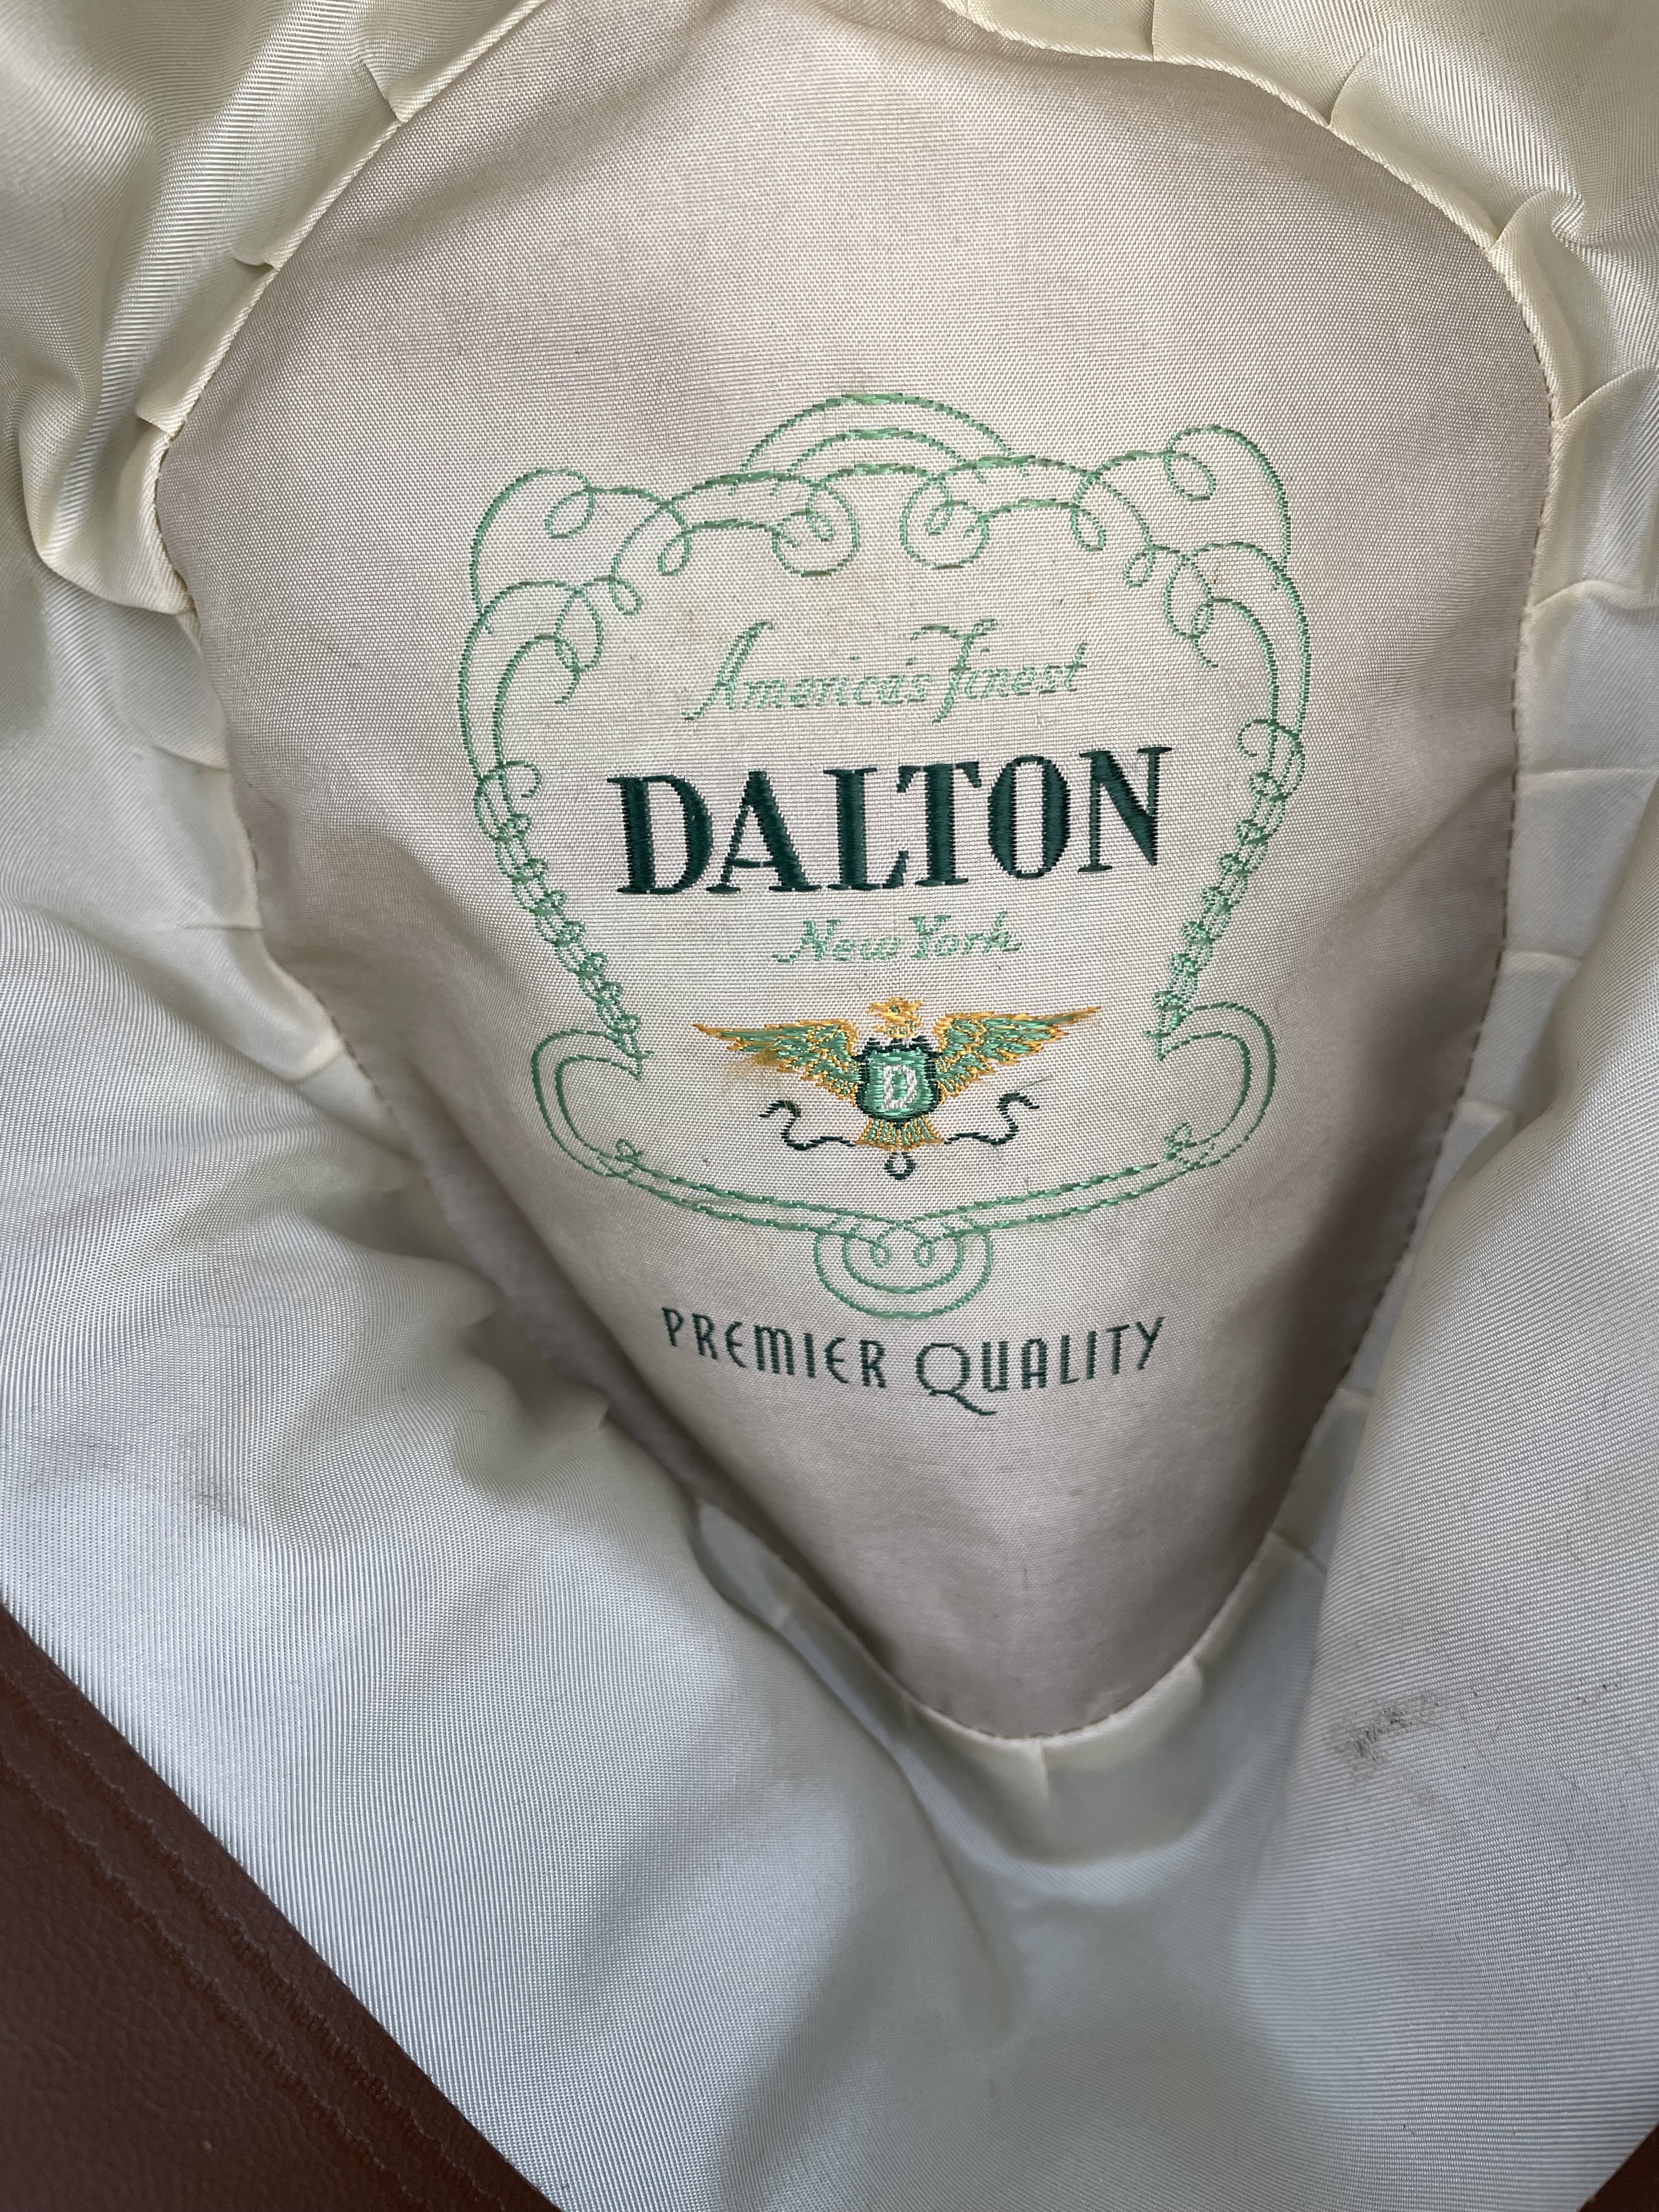 America's Finest
DALTON
New York
D
PREMIER QUALITY